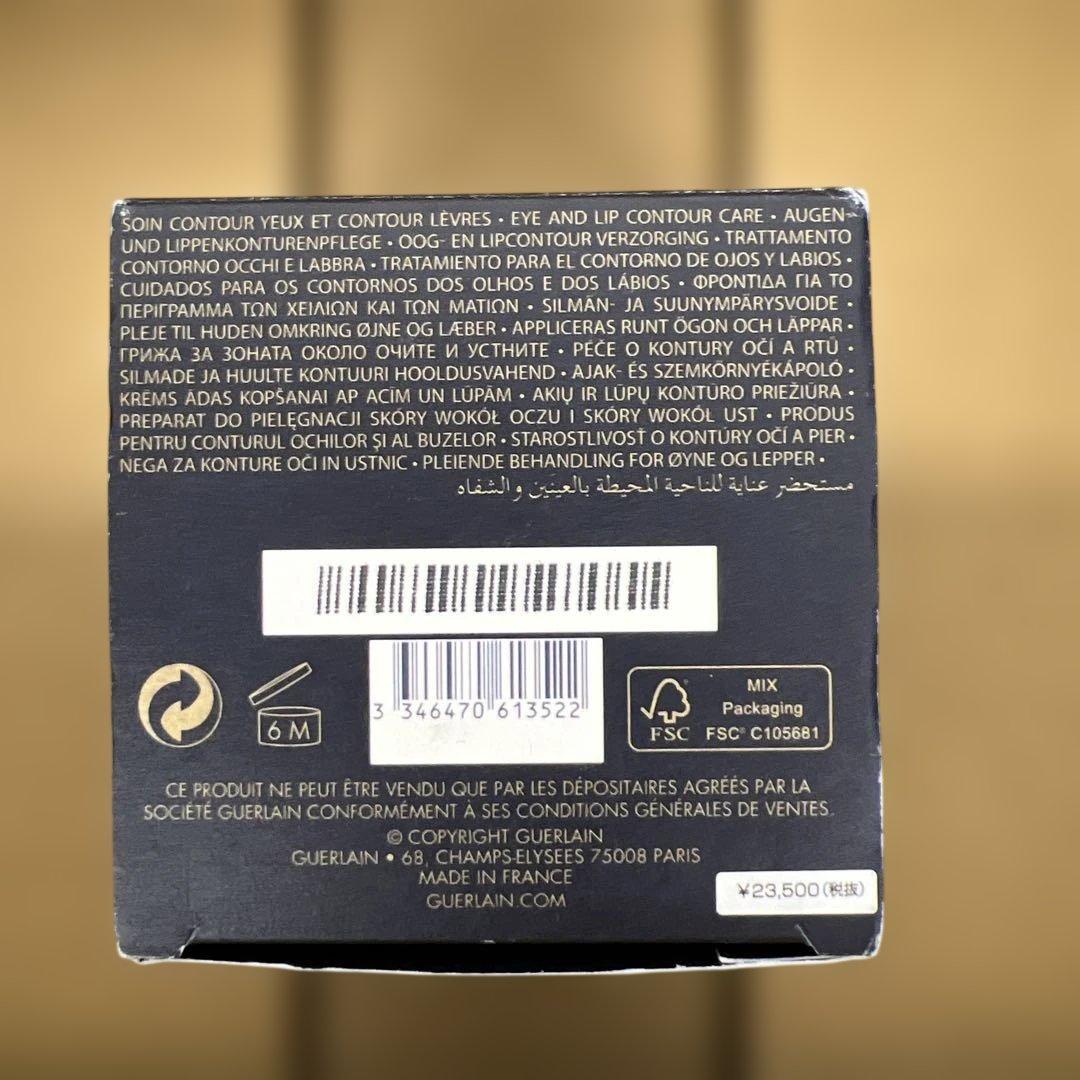 SOIN CONTOUR YEUX ET CONTOUR LÈVRES • EYE AND LIP CONTOUR CARE • AUGEN-
UND LIPPENKONTURENPFLEGE • OOG- EN LIPCONTOUR VERZORGING • TRATTAMENTO
CONTORNO OCCHI E LABBRA • TRATAMIENTO PARA EL CONTORNO DE OJOS Y LABIOS •
CUIDADOS PARA OS CONTORNOS DOS OLHOS E DOS LÁBIOS • ΦΡΟΝΤΙΔΑ ΓΙΑ ΤΟ
ΠΕΡΙΓΡΑΜΜΑ ΤΩΝ ΧΕΙΛΙΩΝ ΚΑΙ ΤΩΝ ΜΑΤΙΩΝ • SILMÄN- JA SUUNYMPÄRYSVOIDE •
PLEJE TIL HUDEN OMKRING ØJNE OG LÆBER • APPLICERAS RUNT ÖGON OCH LÄPPAR •
ГРИЖА ЗА ЗОНАТА ОКОЛО ОЧИТЕ И УСТНИТЕ • PÉČE O KONTURY OČÍ A RTŮ •
SILMADE JA HUULTE KONTUURI HOOLDUSVAHEND • AJAK- ÉS SZEMKÖRNYÉKÁPOLÓ •
KRĒMS ĀDAS KOPŠANAI AP ACĪM UN LŪPĀM • AKIŲ IR LŪPŲ KONTŪRO PRIEŽIŪRA •
PREPARAT DO PIELĘGNACJI SKÓRY WOKÓŁ OCZU I SKÓRY WOKÓŁ UST • PRODUS
PENTRU CONTURUL OCHILOR ȘI AL BUZELOR • STAROSTLIVOSŤ O KONTÚRY OČÍ A PIER •
NEGA ZA KONTURE OČI IN USTNIC • PLEIENDE BEHANDLING FOR ØYNE OG LEPPER •
مستحضر عناية للناحية المحيطة بالعينين والشفاه
3 346470 613522
6 M
FSC
MIX
Packaging
FSC® C105681
CE PRODUIT NE PEUT ÊTRE VENDU QUE PAR LES DÉPOSITAIRES AGRÉÉS PAR LA
SOCIÉTÉ GUERLAIN CONFORMÉMENT À SES CONDITIONS GÉNÉRALES DE VENTES.
© COPYRIGHT GUERLAIN
GUERLAIN • 68, CHAMPS-ELYSEES 75008 PARIS
MADE IN FRANCE
GUERLAIN.COM
¥23,500(税抜)